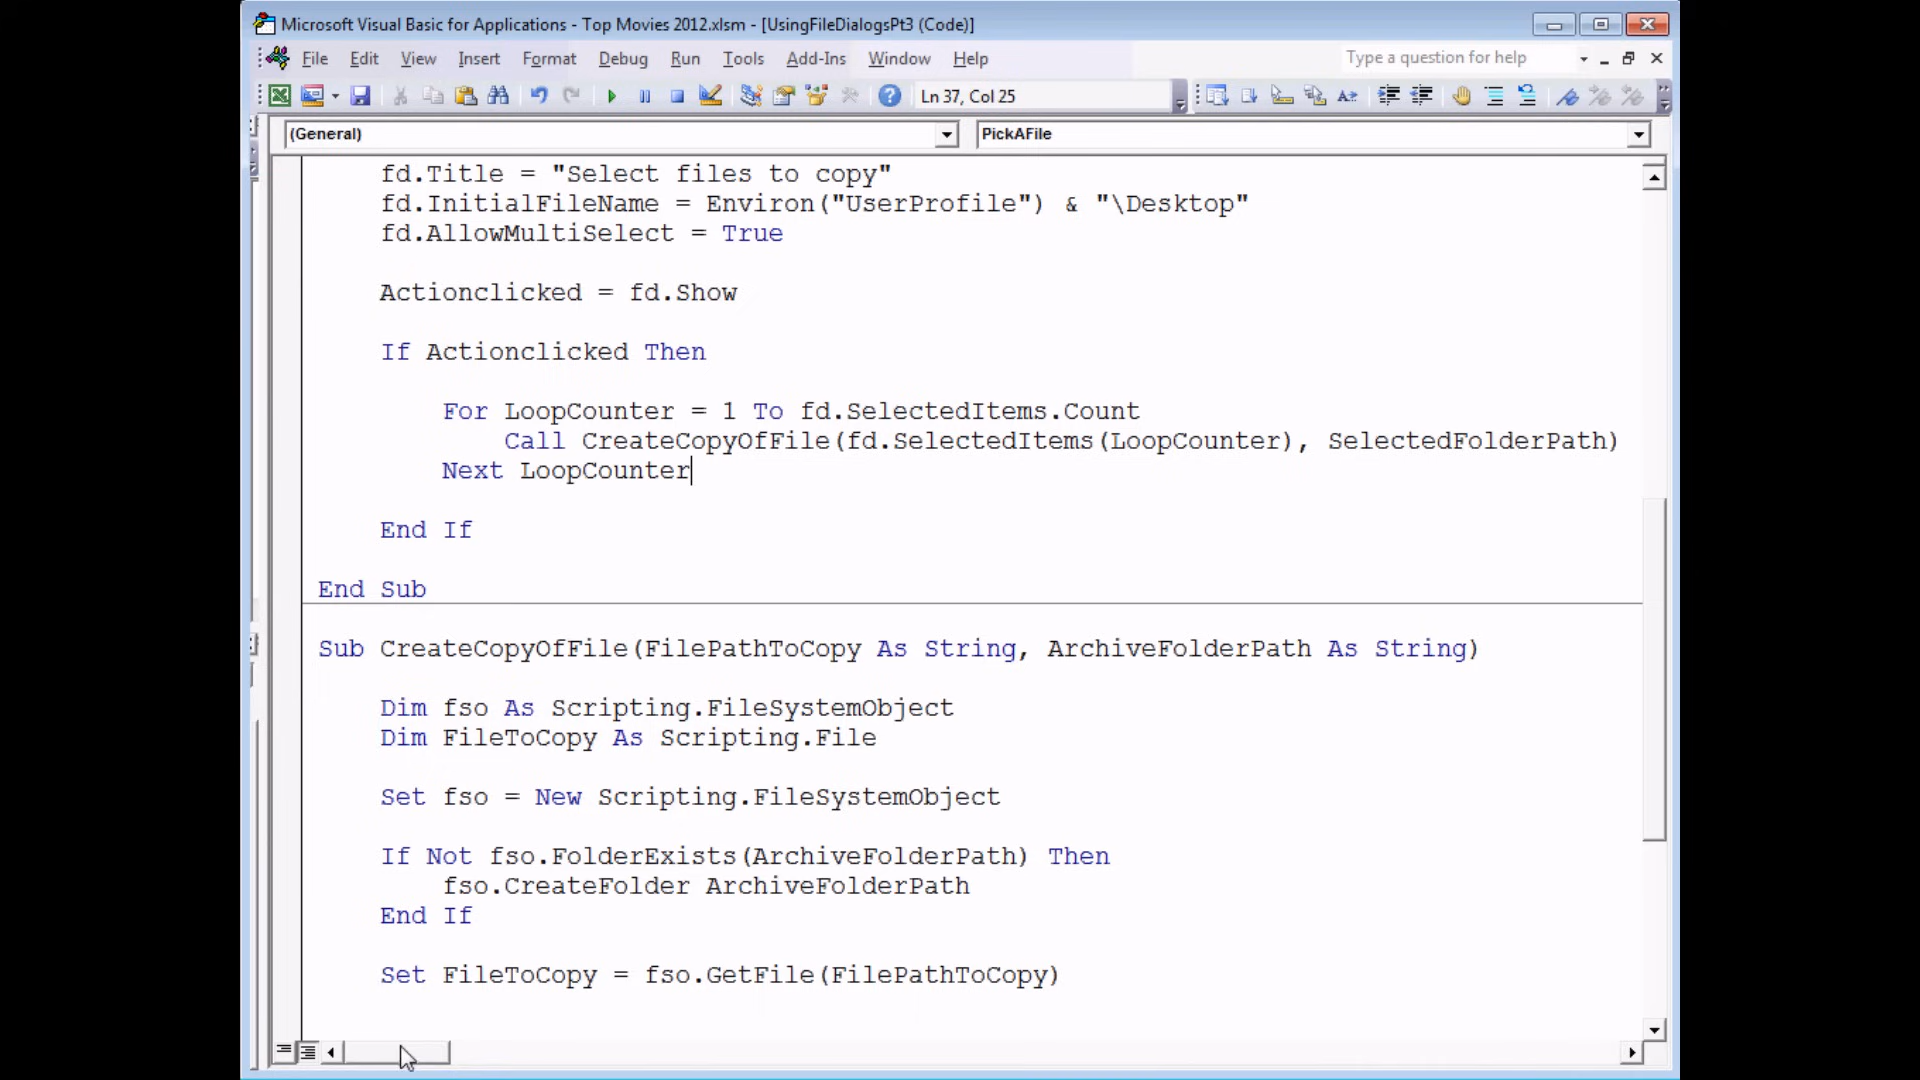 Microsoft Visual Basic for Applications - Top Movies 2012.xlsm - [UsingFileDialogsPt3 (Code)]
File Edit View Insert Format Debug Run Tools Add-Ins Window Help Type a question for help
Ln 37, Col 25
(General) PickAFile
fd.Title = "Select files to copy"
fd.InitialFileName = Environ("UserProfile") & "\Desktop"
fd.AllowMultiSelect = True
Actionclicked = fd.Show
If Actionclicked Then
For LoopCounter = 1 To fd.SelectedItems.Count
Call CreateCopyOfFile(fd.SelectedItems(LoopCounter), SelectedFolderPath)
Next LoopCounter
End If
End Sub
Sub CreateCopyOfFile(FilePathToCopy As String, ArchiveFolderPath As String)
Dim fso As Scripting.FileSystemObject
Dim FileToCopy As Scripting.File
Set fso = New Scripting.FileSystemObject
If Not fso.FolderExists(ArchiveFolderPath) Then
fso.CreateFolder ArchiveFolderPath
End If
Set FileToCopy = fso.GetFile(FilePathToCopy)